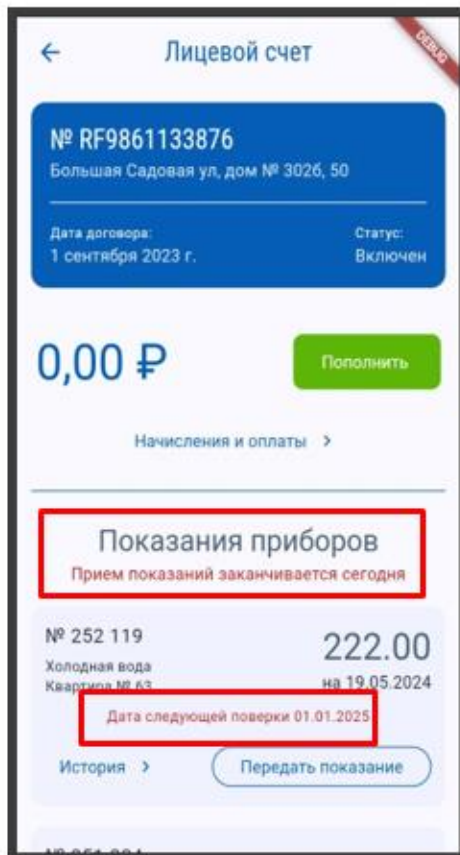 ← Лицевой счет
DEBUG
№ RF9861133876
Большая Садовая ул, дом № 302б, 50
Дата договора:
Статус:
1 сентября 2023 г.
Включен
0,00 ₽
Пополнить
Начисления и оплаты >
Показания приборов
Прием показаний заканчивается сегодня
№ 252 119
222.00
Холодная вода
Квартира № 63
на 19.05.2024
Дата следующей поверки 01.01.2025
История >
Передать показание